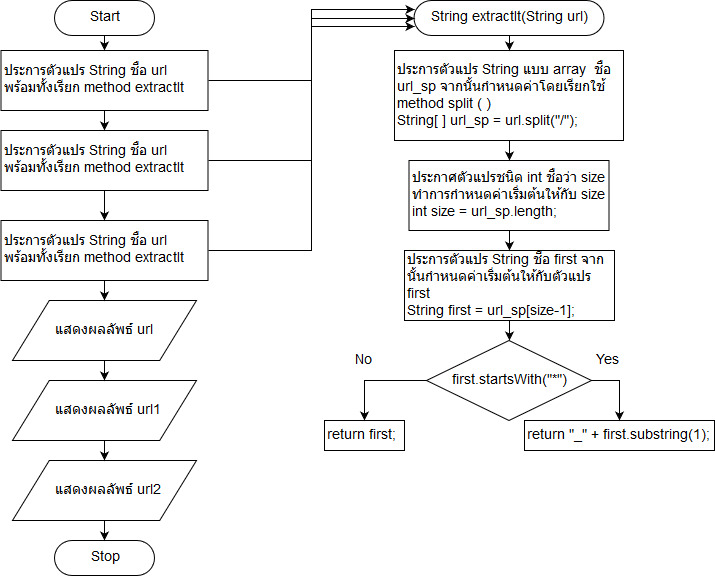 Start
ประการตัวแปร String ชื่อ url
พร้อมทั้งเรียก method extractIt
ประการตัวแปร String ชื่อ url
พร้อมทั้งเรียก method extractIt
ประการตัวแปร String ชื่อ url
พร้อมทั้งเรียก method extractIt
แสดงผลลัพธ์ url
แสดงผลลัพธ์ url1
แสดงผลลัพธ์ url2
Stop
String extractIt(String url)
ประการตัวแปร String แบบ array ชื่อ
url_sp จากนั้นกำหนดค่าโดยเรียกใช้
method split ( )
String[ ] url_sp = url.split("/");
ประกาศตัวแปรชนิด int ชื่อว่า size
ทำการกำหนดค่าเริ่มต้นให้กับ size
int size = url_sp.length;
ประการตัวแปร String ชื่อ first จาก
นั้นกำหนดค่าเริ่มต้นให้กับตัวแปร
first
String first = url_sp[size-1];
No
Yes
first.startsWith("*")
return first;
return "_" + first.substring(1);